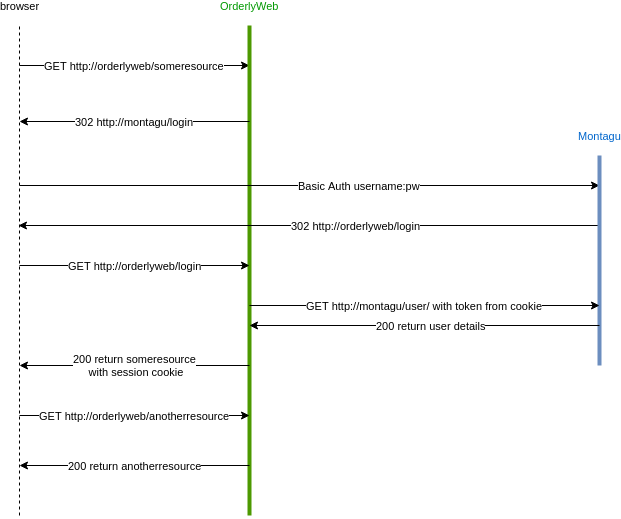 browser
OrderlyWeb
GET http://orderlyweb/someresource
302 http://montagu/login
Montagu
Basic Auth username:pw
302 http://orderlyweb/login
GET http://orderlyweb/login
GET http://montagu/user/ with token from cookie
200 return user details
200 return someresource
with session cookie
GET http://orderlyweb/anotherresource
200 return anotherresource